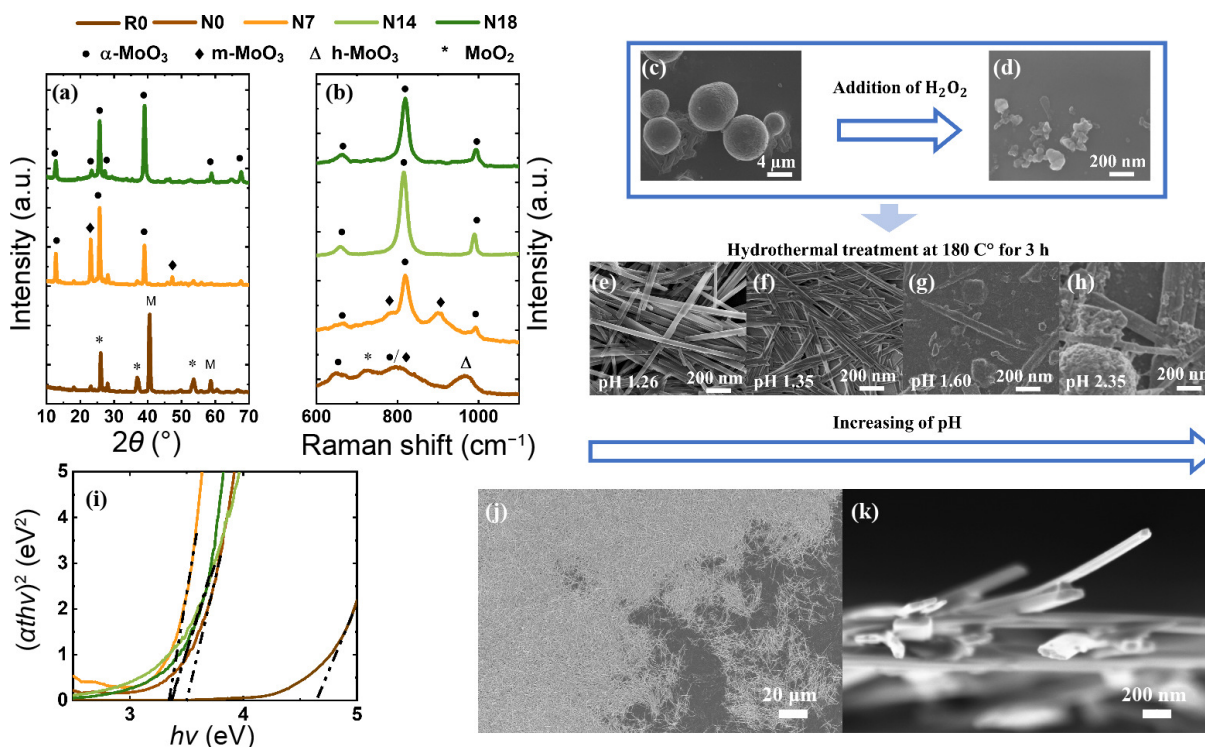 R0 N0 N7 N14 N18
● α-MoO₃ ♦ m-MoO₃ Δ h-MoO₃ * MoO₂
(a)
Intensity (a.u.)
M
M
10 20 30 40 50 60 70
2θ (°)
(b)
Intensity (a.u.)
●/♦
Δ
600 800 1000
Raman shift (cm⁻¹)
(c)
4 µm
Addition of H₂O₂
(d)
200 nm
Hydrothermal treatment at 180 C° for 3 h
(e) (f) (g) (h)
pH 1.26 200 nm pH 1.35 200 nm pH 1.60 200 nm pH 2.35 200 nm
Increasing of pH
(i)
(αthν)² (eV²)
5
4
3
2
1
0
3 4 5
hν (eV)
(j)
20 µm
(k)
200 nm